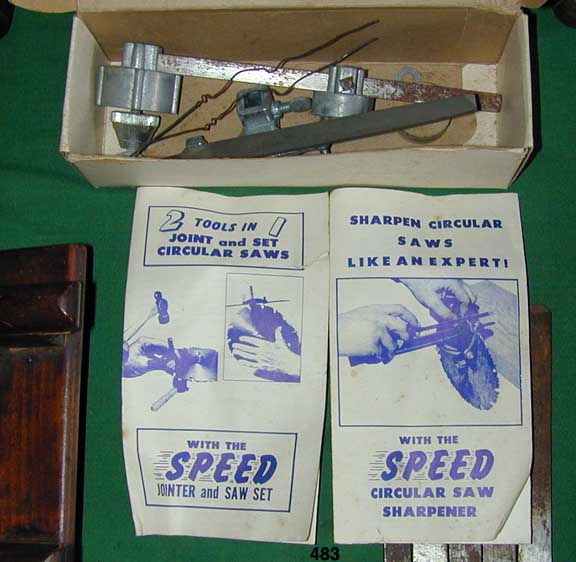 2 TOOLS IN 1
JOINT and SET
CIRCULAR SAWS
WITH THE
SPEED
JOINTER and SAW SET
SHARPEN CIRCULAR
SAWS
LIKE AN EXPERT!
WITH THE
SPEED
CIRCULAR SAW
SHARPENER
483